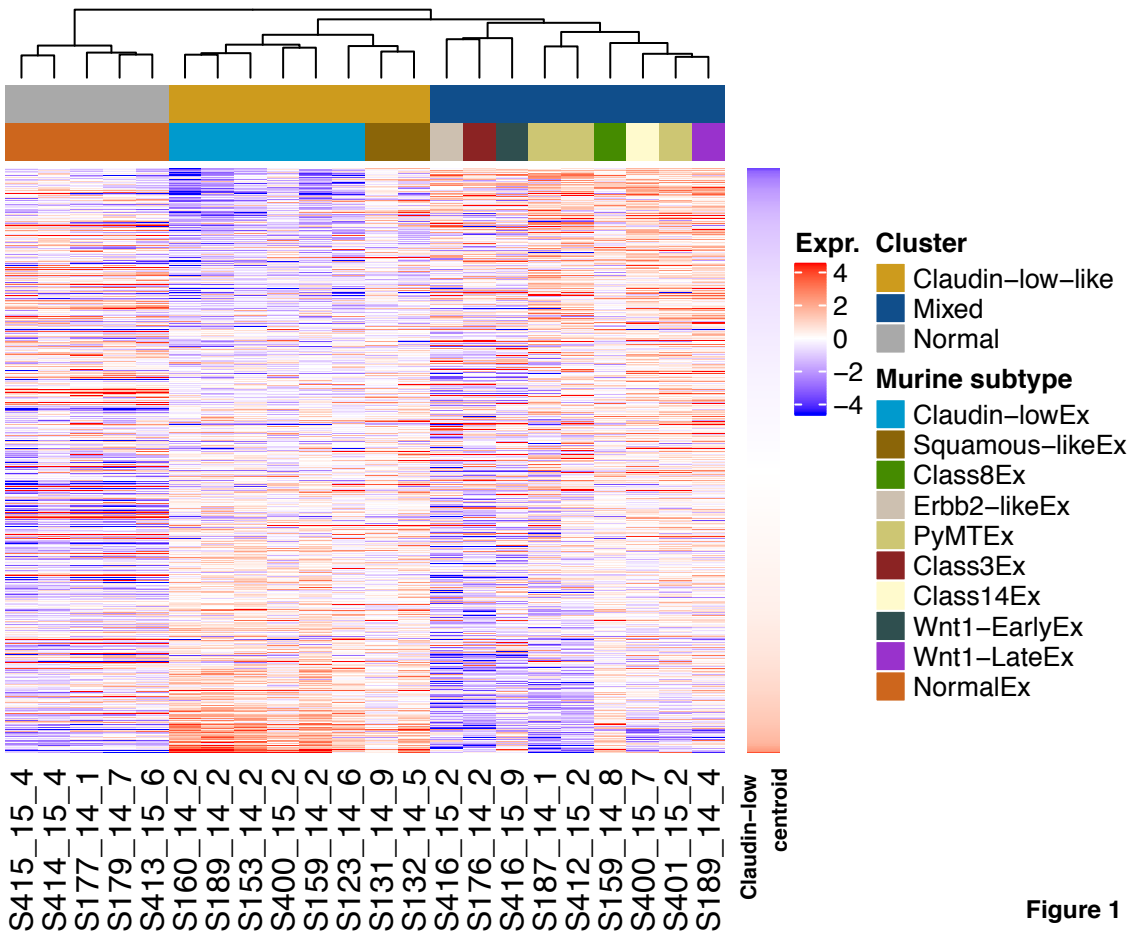 Expr.
4
2
0
−2
−4
Cluster
Claudin−low−like
Mixed
Normal
Murine subtype
Claudin−lowEx
Squamous−likeEx
Class8Ex
Erbb2−likeEx
PyMTEx
Class3Ex
Class14Ex
Wnt1−EarlyEx
Wnt1−LateEx
NormalEx
S415_15_4
S414_15_4
S177_14_1
S179_14_7
S413_15_6
S160_14_2
S189_14_2
S153_14_2
S400_15_2
S159_14_2
S123_14_6
S131_14_9
S132_14_5
S416_15_2
S176_14_2
S416_15_9
S187_14_1
S412_15_2
S159_14_8
S400_15_7
S401_15_2
S189_14_4
Claudin−low
centroid
Figure 1